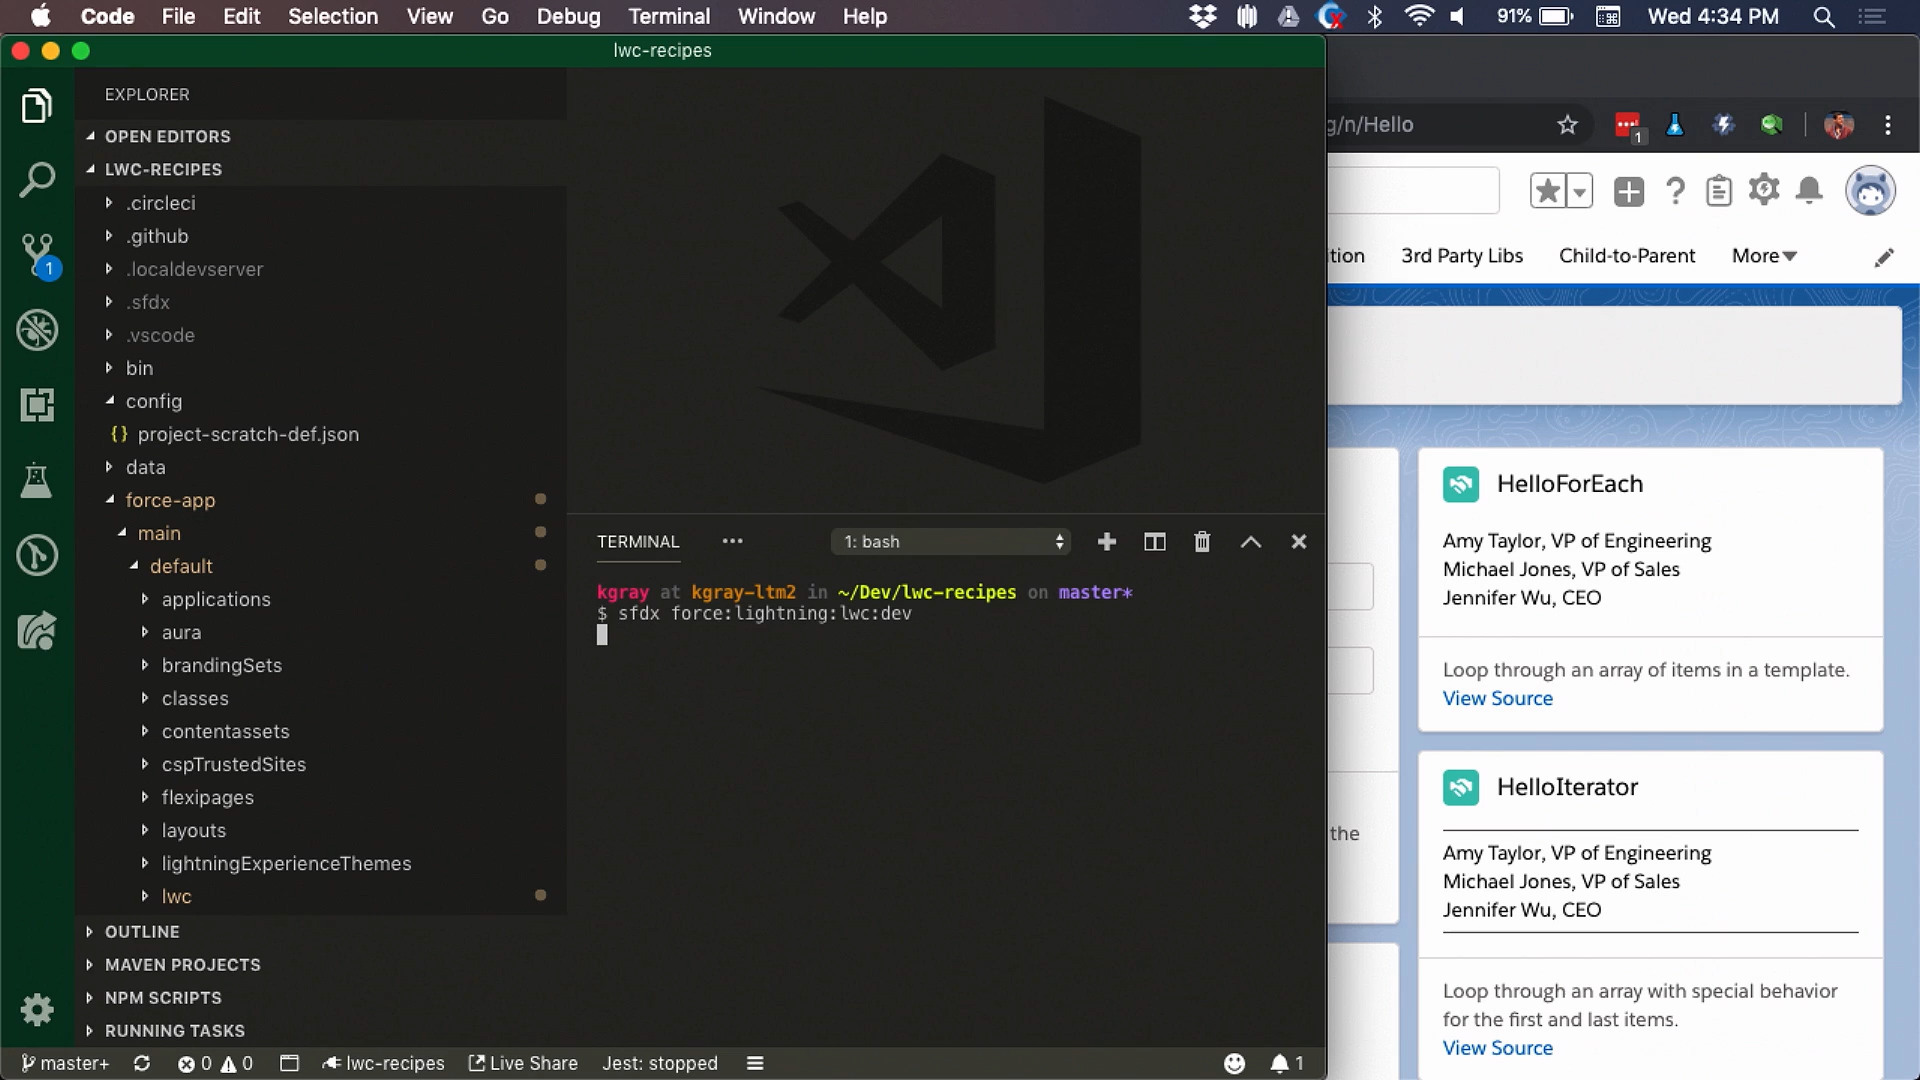 Code File Edit Selection View Go Debug Terminal Window Help 91% Wed 4:34 PM
lwc-recipes
EXPLORER
OPEN EDITORS
LWC-RECIPES
.circleci
.github
.localdevserver
.sfdx
.vscode
bin
config
{} project-scratch-def.json
data
force-app
main
default
applications
aura
brandingSets
classes
contentassets
cspTrustedSites
flexipages
layouts
lightningExperienceThemes
lwc
OUTLINE
MAVEN PROJECTS
NPM SCRIPTS
RUNNING TASKS
1
TERMINAL ••• 1: bash
kgray at kgray-ltm2 in ~/Dev/lwc-recipes on master*
$ sfdx force:lightning:lwc:dev
master+ 0 0 lwc-recipes Live Share Jest: stopped 1
g/n/Hello
1
tion 3rd Party Libs Child-to-Parent More
the
HelloForEach
Amy Taylor, VP of Engineering
Michael Jones, VP of Sales
Jennifer Wu, CEO
Loop through an array of items in a template.
View Source
HelloIterator
Amy Taylor, VP of Engineering
Michael Jones, VP of Sales
Jennifer Wu, CEO
Loop through an array with special behavior
for the first and last items.
View Source